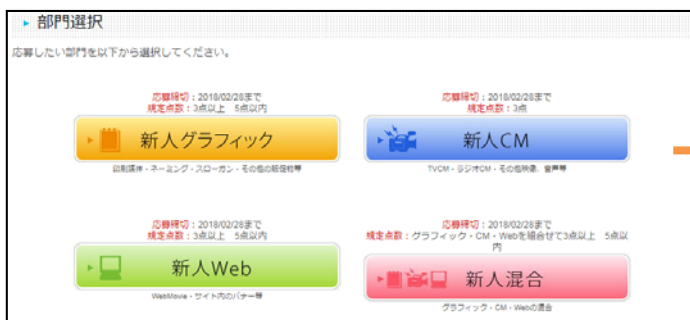 部門選択
応募したい部門を以下から選択してください。
応募締切：2018/02/28まで
規定点数：3点以上　5点以内
新人グラフィック
印刷媒体・ネーミング・スローガン・その他の販促物等
応募締切：2018/02/28まで
規定点数：3点
新人CM
TVCM・ラジオCM・その他映像、音声等
応募締切：2018/02/28まで
規定点数：3点以上　5点以内
新人Web
WebMovie・サイト内のバナー等
応募締切：2018/02/28まで
規定点数：グラフィック・CM・Webを組合せて3点以上　5点以
内
新人混合
グラフィック・CM・Webの混合